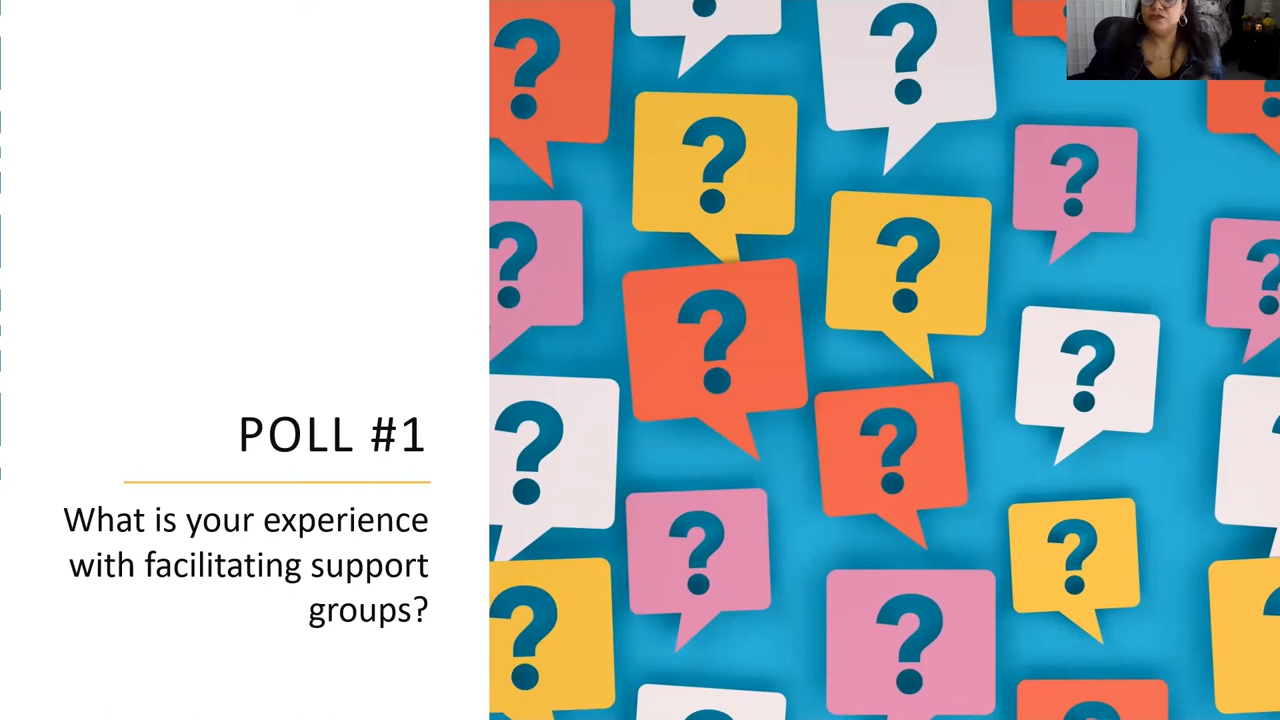 POLL #1
What is your experience
with facilitating support
groups?